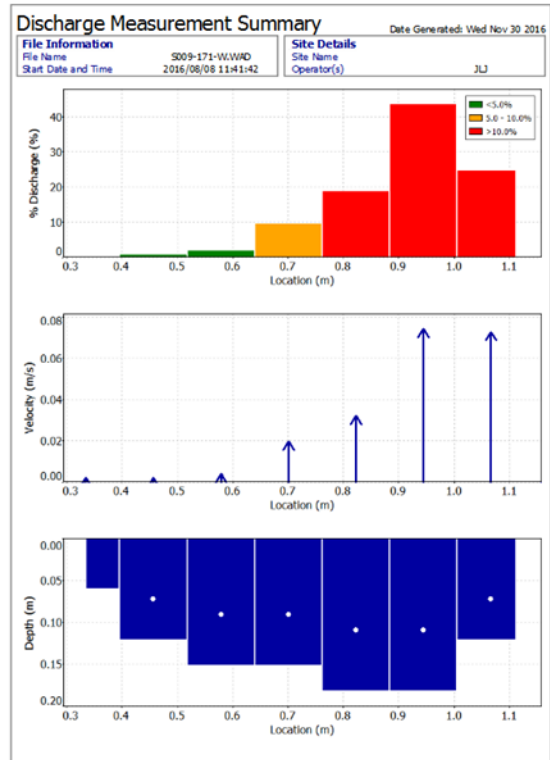 Discharge Measurement Summary
Date Generated: Wed Nov 30 2016
File Information
File Name S009-171-W.WAD
Start Date and Time 2016/08/08 11:41:42
Site Details
Site Name
Operator(s) JLJ
% Discharge (%)
40
30
20
10
0
<5.0%
5.0 - 10.0%
>10.0%
0.3 0.4 0.5 0.6 0.7 0.8 0.9 1.0 1.1
Location (m)
Velocity (m/s)
0.08
0.06
0.04
0.02
0.00
0.3 0.4 0.5 0.6 0.7 0.8 0.9 1.0 1.1
Location (m)
Depth (m)
0.00
0.05
0.10
0.15
0.20
0.3 0.4 0.5 0.6 0.7 0.8 0.9 1.0 1.1
Location (m)